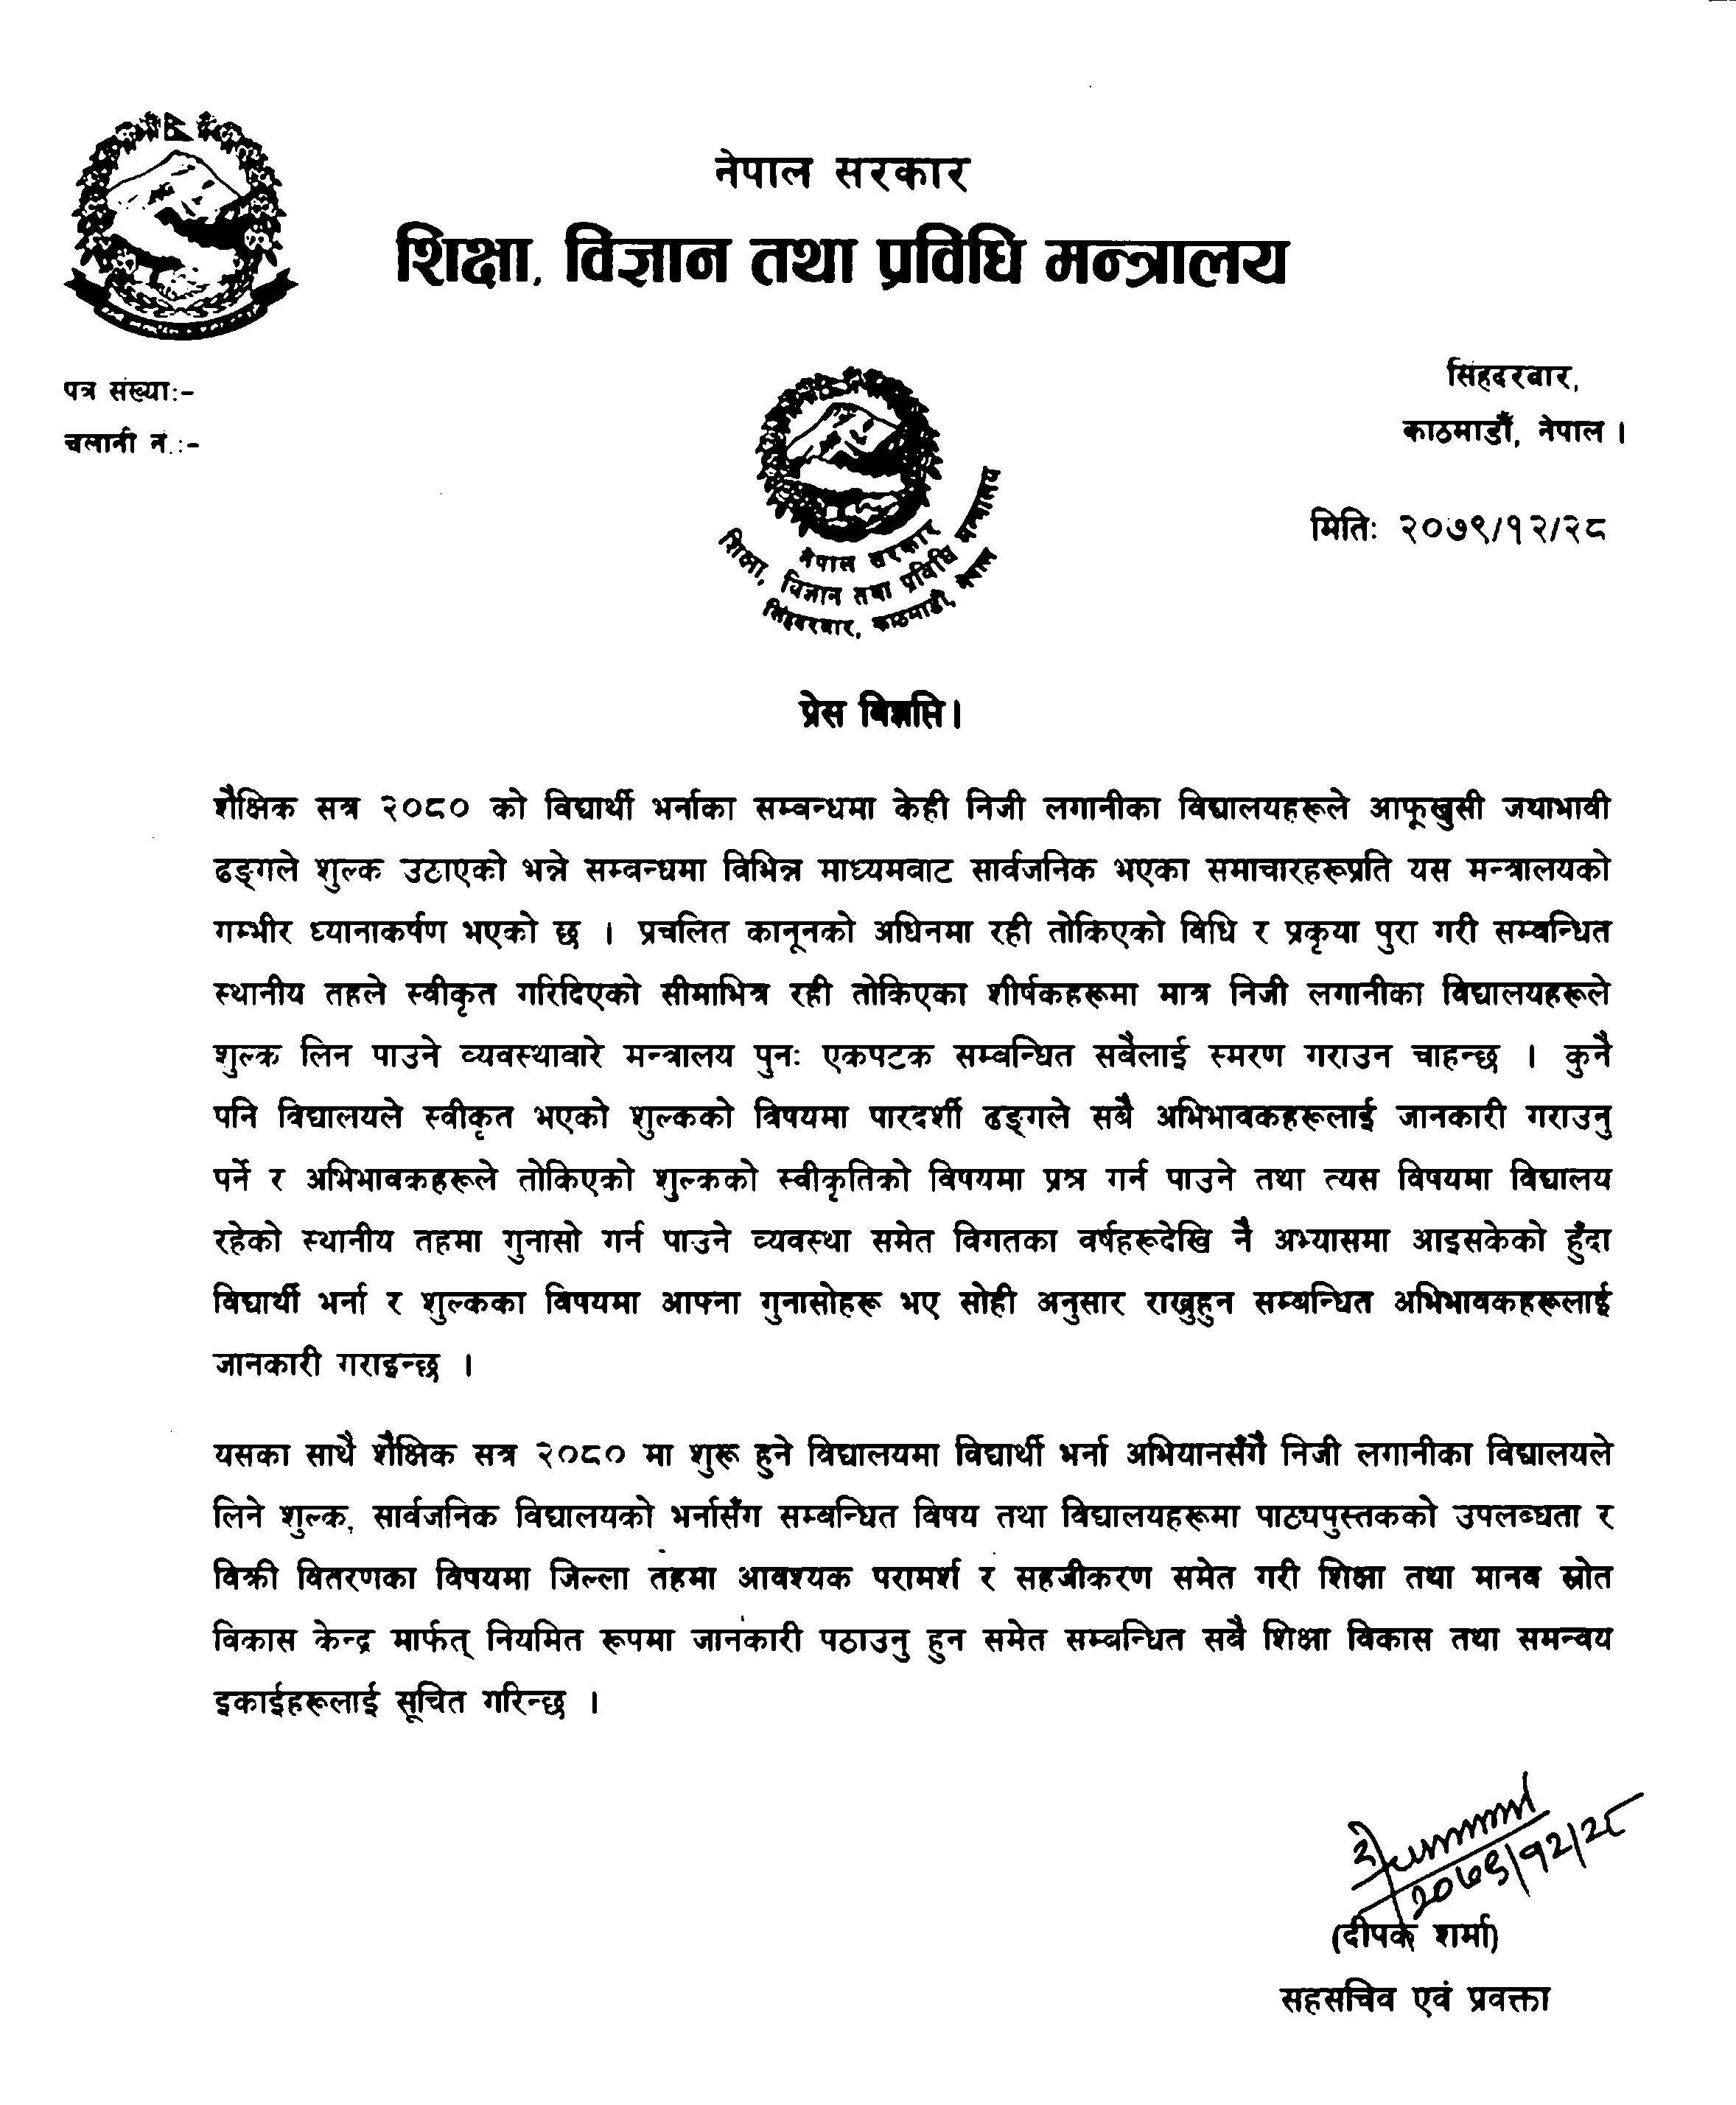 नेपाल सरकार
शिक्षा, विज्ञान तथा प्रविधि मन्त्रालय
पत्र संख्या:-
चलानी नं.:-
सिंहदरबार,
काठमाडौं, नेपाल ।
मितिः २०७९/१२/२८
नेपाल सरकार
शिक्षा, विज्ञान तथा प्रविधि मन्त्रालय
सिंहदरबार, काठमाडौं, नेपाल
प्रेस विज्ञप्ति।
शैक्षिक सत्र २०८० को विद्यार्थी भर्नाका सम्वन्धमा केही निजी लगानीका विद्यालयहरूले आफूखुसी जथाभावी
ढङ्गले शुल्क उठाएको भन्ने सम्वन्धमा विभिन्न माध्यमवाट सार्वजनिक भएका समाचारहरूप्रति यस मन्त्रालयको
गम्भीर ध्यानाकर्षण भएको छ । प्रचलित कानूनको अधिनमा रही तोकिएको विधि र प्रकृया पुरा गरी सम्वन्धित
स्थानीय तहले स्वीकृत गरिदिएको सीमाभित्र रही तोकिएका शीर्षकहरूमा मात्र निजी लगानीका विद्यालयहरूले
शुल्क लिन पाउने व्यवस्थावारे मन्त्रालय पुनः एकपटक सम्बन्धित सबैलाई स्मरण गराउन चाहन्छ । कुनै
पनि विद्यालयले स्वीकृत भएको शुल्कको विषयमा पारदर्शी ढङ्गले सबै अभिभावकहरूलाई जानकारी गराउनु
पर्ने र अभिभावकहरूले तोकिएको शुल्कको स्वीकृतिको विषयमा प्रश्न गर्न पाउने तथा त्यस विषयमा विद्यालय
रहेको स्थानीय तहमा गुनासो गर्न पाउने व्यवस्था समेत विगतका वर्षहरूदेखि नै अभ्यासमा आइसकेको हुँदा
विद्यार्थी भर्ना र शुल्कका विषयमा आफ्ना गुनासोहरू भए सोही अनुसार राख्नुहुन सम्बन्धित अभिभावकहरूलाई
जानकारी गराइन्छ ।
यसका साथै शैक्षिक सत्र २०८० मा शुरू हुने विद्यालयमा विद्यार्थी भर्ना अभियानसँगै निजी लगानीका विद्यालयले
लिने शुल्क, सार्वजनिक विद्यालयको भर्नासँग सम्वन्धित विषय तथा विद्यालयहरूमा पाठ्यपुस्तकको उपलब्धता र
विक्री वितरणका विषयमा जिल्ला तहमा आवश्यक परामर्श र सहजीकरण समेत गरी शिक्षा तथा मानव स्रोत
विकास केन्द्र मार्फत् नियमित रूपमा जानकारी पठाउनु हुन समेत सम्बन्धित सवै शिक्षा विकास तथा समन्वय
इकाईहरूलाई सूचित गरिन्छ ।
२०७९/१२/२८
(दीपक शर्मा)
सहसचिव एवं प्रवक्ता